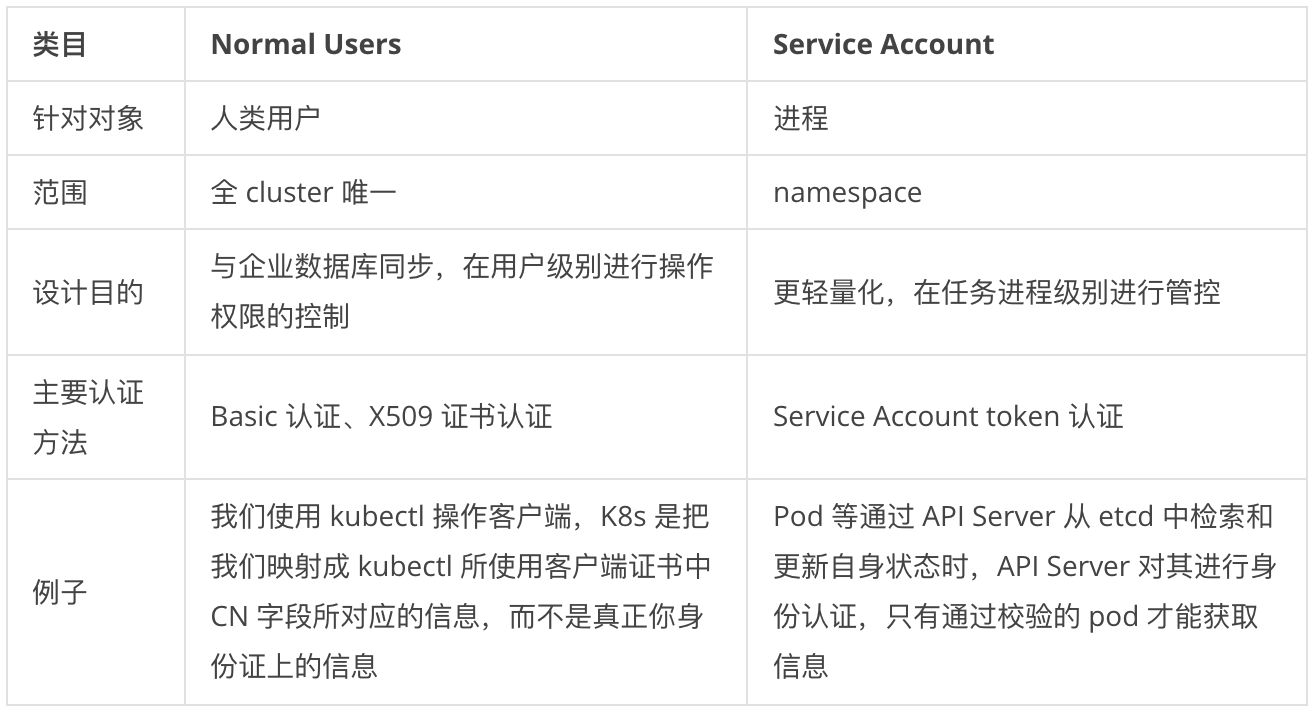 类目 Normal Users Service Account
针对对象 人类用户 进程
范围 全 cluster 唯一 namespace
设计目的
与企业数据库同步，在用户级别进行操作
权限的控制
更轻量化，在任务进程级别进行管控
主要认证
方法
Basic 认证、X509 证书认证
Service Account token 认证
例子
我们使用 kubectl 操作客户端，K8s 是把
我们映射成 kubectl 所使用客户端证书中
CN 字段所对应的信息，而不是真正你身
份证上的信息
Pod 等通过 API Server 从 etcd 中检索和
更新自身状态时，API Server 对其进行身
份认证，只有通过校验的 pod 才能获取
信息